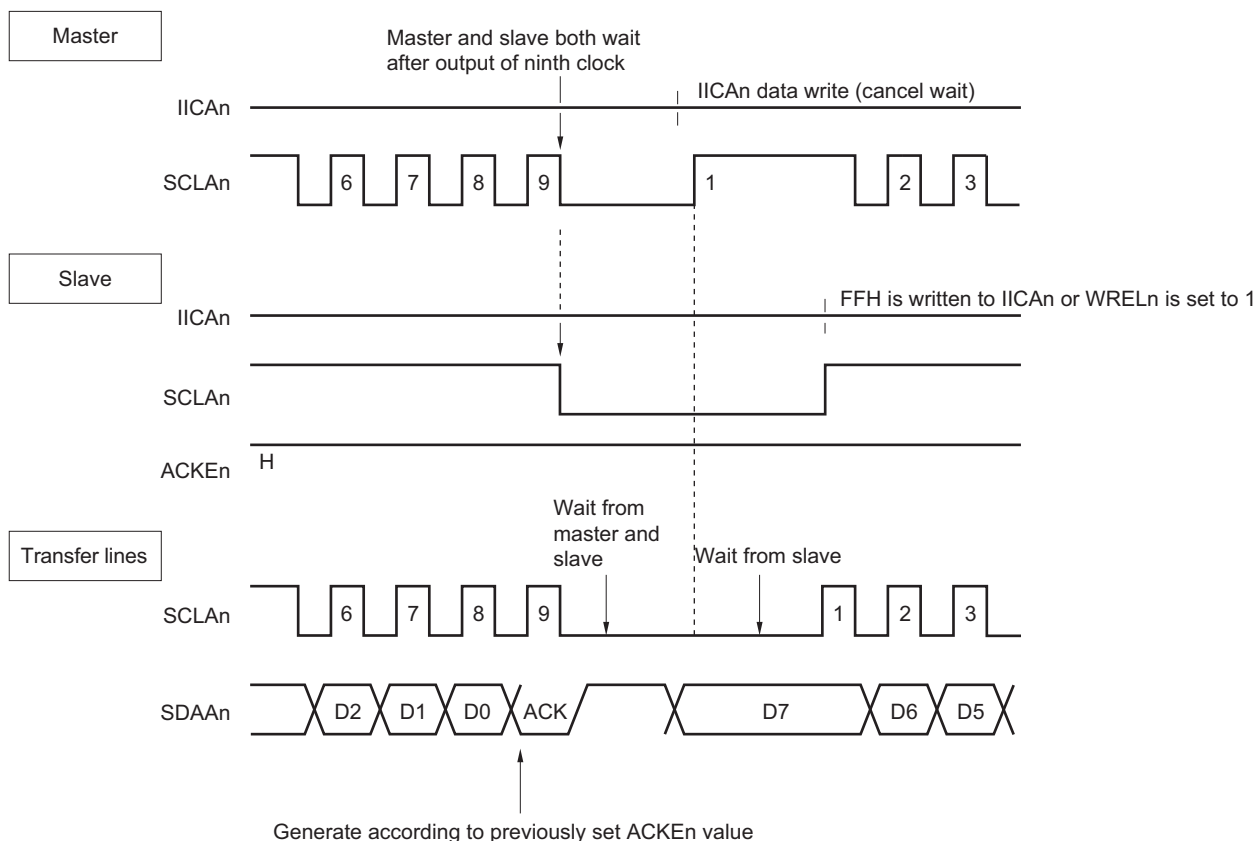 Master
Master and slave both wait
after output of ninth clock
IICAn
IICAn data write (cancel wait)
SCLAn
6 7 8 9 1 2 3
Slave
FFH is written to IICAn or WRELn is set to 1
IICAn
SCLAn
ACKEn
H
Wait from
master and
slave
Transfer lines
Wait from slave
SCLAn
6 7 8 9 1 2 3
SDAAn
D2 D1 D0 ACK D7 D6 D5
Generate according to previously set ACKEn value